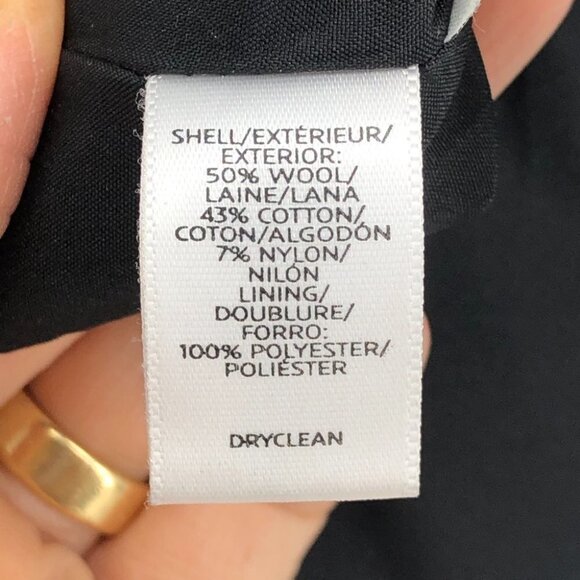 SHELL/EXTÉRIEUR/
EXTERIOR:
50% WOOL/
LAINE/LANA
43% COTTON/
COTON/ALGODÓN
7% NYLON/
NILÓN
LINING/
DOUBLURE/
FORRO:
100% POLYESTER/
POLIÉSTER
DRYCLEAN